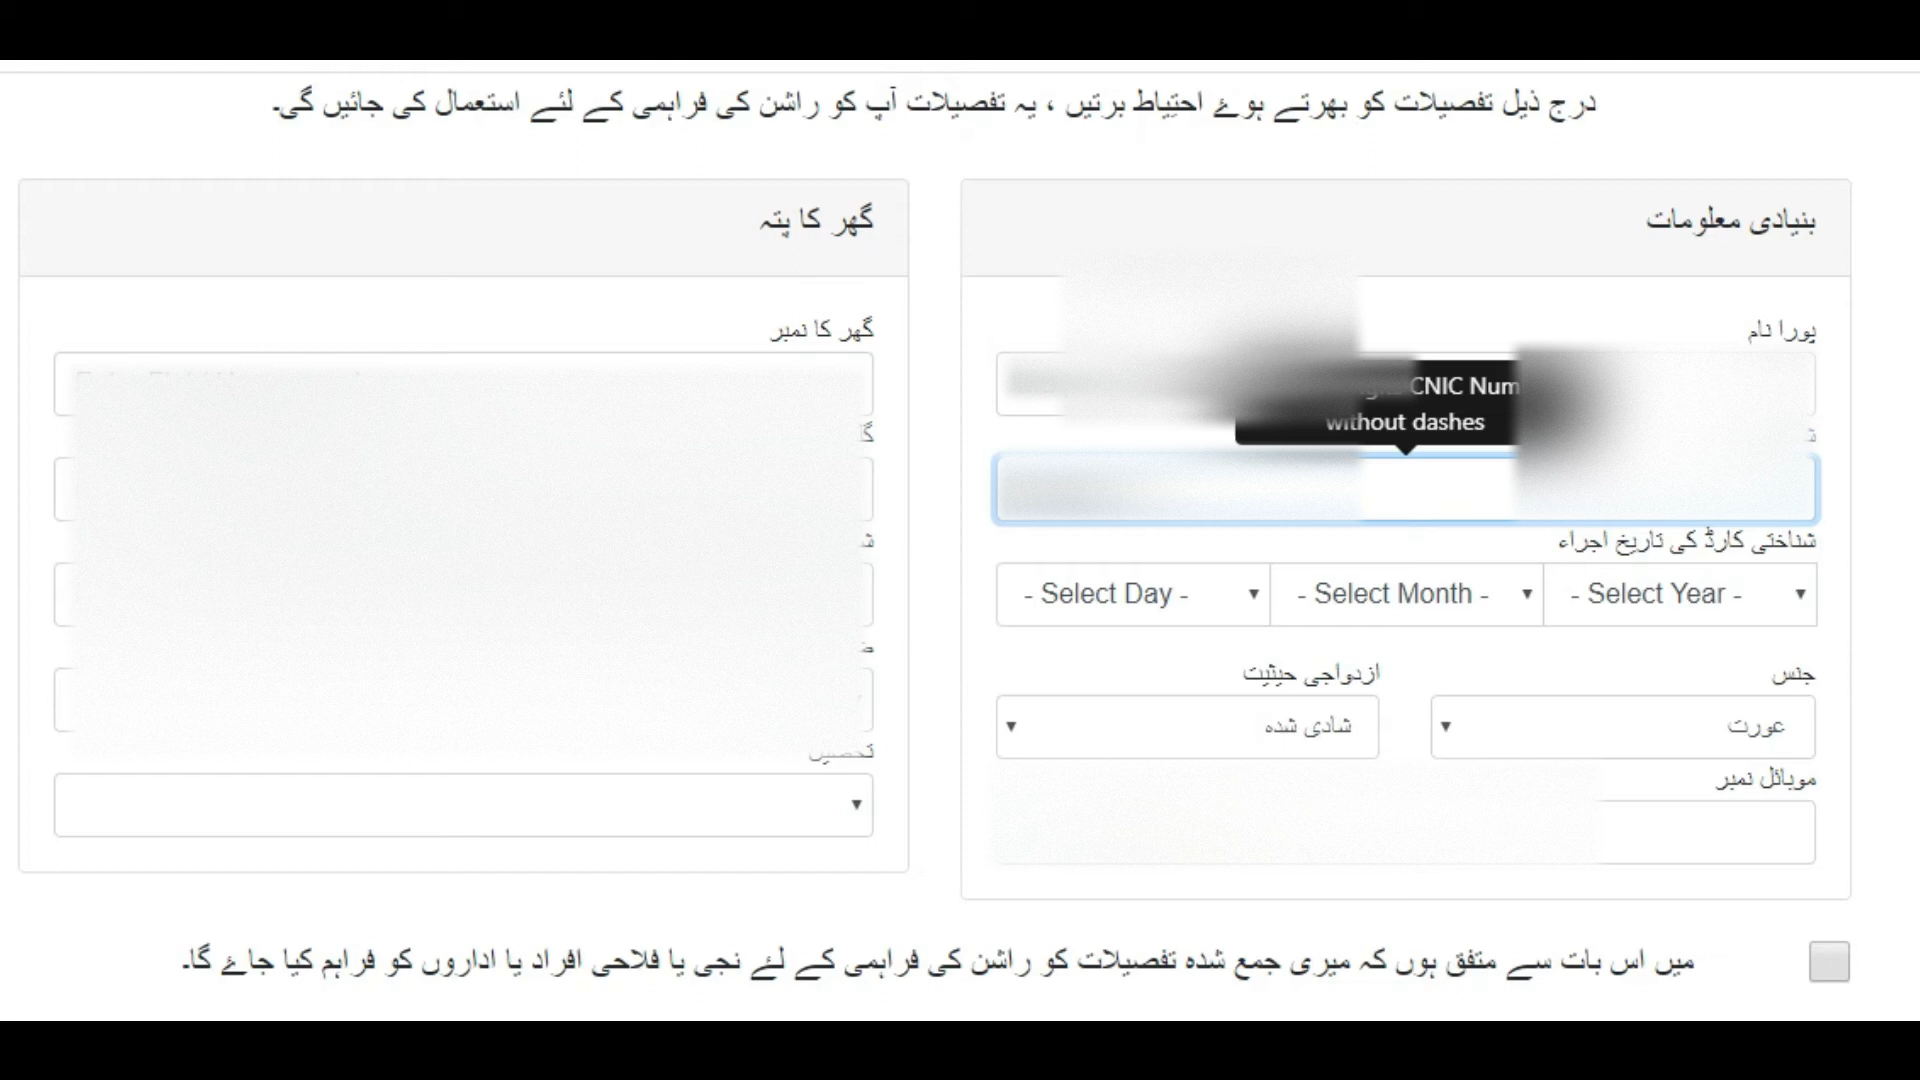 درج ذیل تفصیلات کو بھرتے ہوۓ احتیاط برتیں ، یہ تفصیلات آپ کو راشن کی فراہمی کے لئے استعمال کی جائیں گی۔
بنیادی معلومات
پورا نام
CNIC Num
without dashes
شناختی کارڈ کی تاریخ اجراء
- Select Day -
- Select Month -
- Select Year -
جنس
ازدواجی حیثیت
عورت
شادی شدہ
موبائل نمبر
گھر کا پتہ
گھر کا نمبر
تحصیل
میں اس بات سے متفق ہوں کہ میری جمع شدہ تفصیلات کو راشن کی فراہمی کے لۓ نجی یا فلاحی افراد یا اداروں کو فراہم کیا جاۓ گا۔